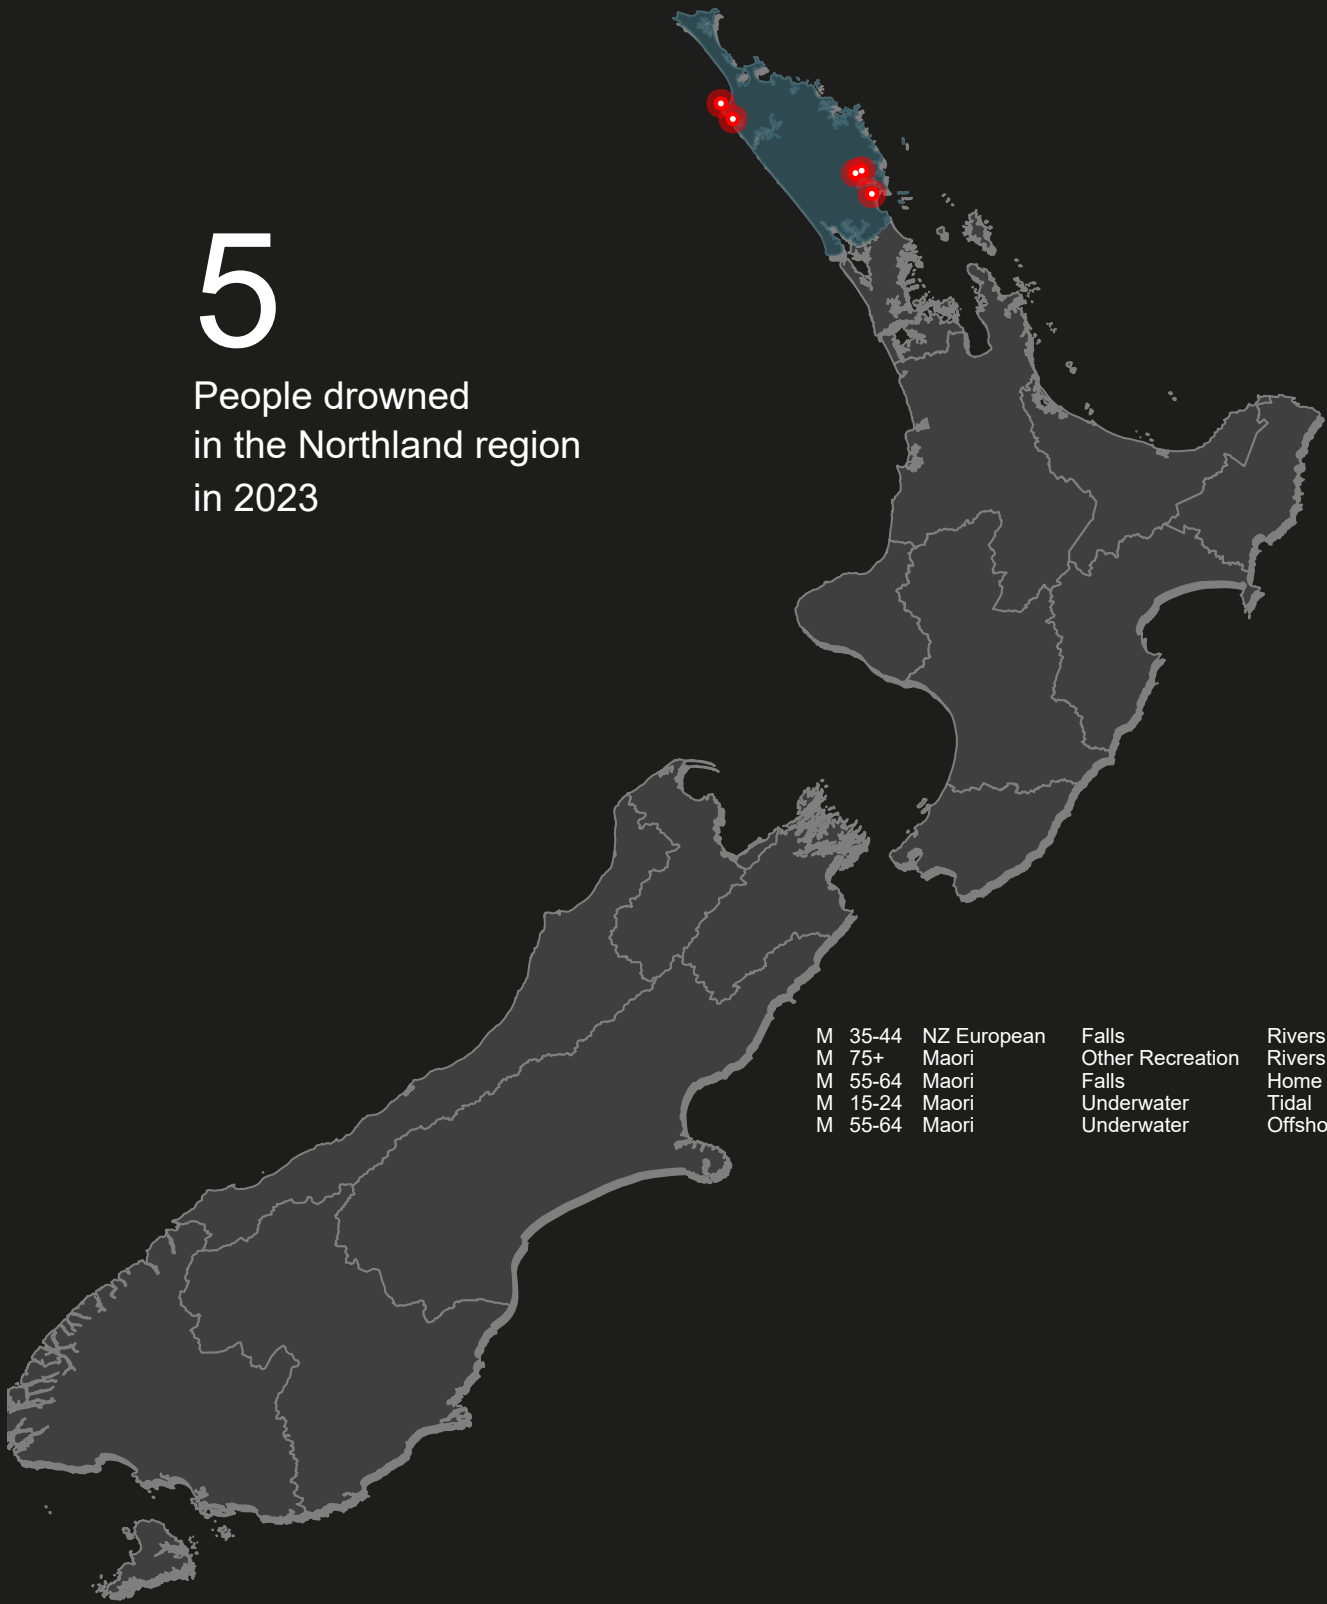 5
People drowned
in the Northland region
in 2023
M 35-44 NZ European Falls Rivers
M 75+ Maori Other Recreation Rivers
M 55-64 Maori Falls Home
M 15-24 Maori Underwater Tidal
M 55-64 Maori Underwater Offsho